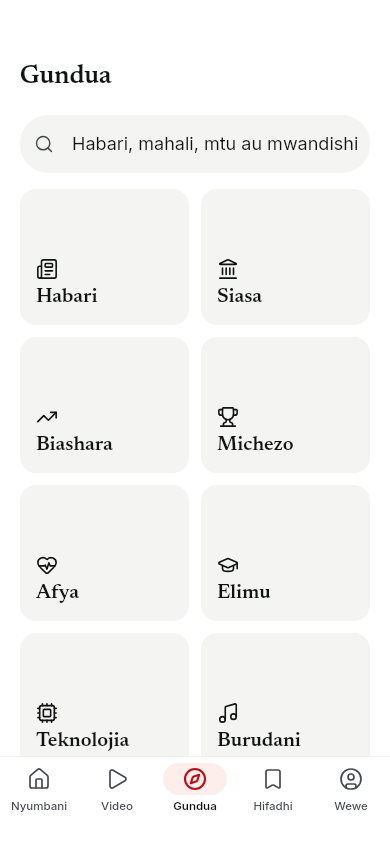 Gundua
Habari, mahali, mtu au mwandishi
Habari
Siasa
Biashara
Michezo
Afya
Elimu
Teknolojia
Burudani
Nyumbani
Video
Gundua
Hifadhi
Wewe